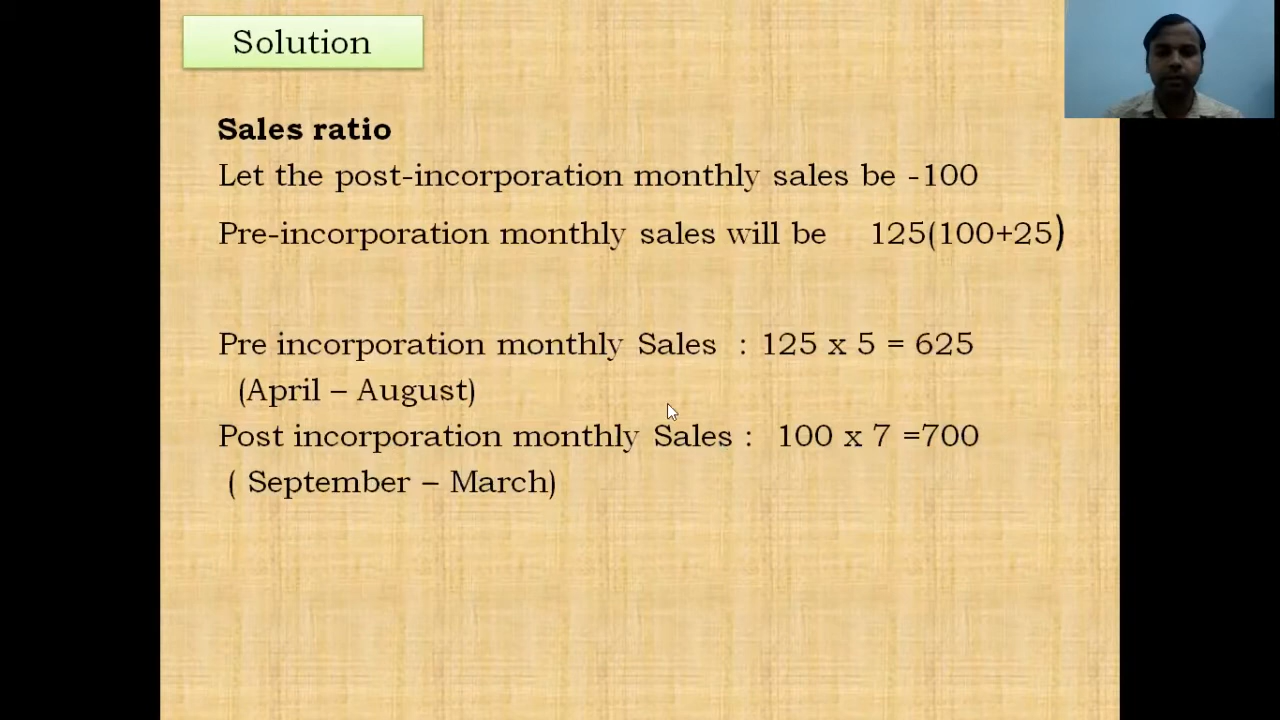 Solution
Sales ratio
Let the post-incorporation monthly sales be -100
Pre-incorporation monthly sales will be 125(100+25)
Pre incorporation monthly Sales : 125 x 5 = 625
(April – August)
Post incorporation monthly Sales : 100 x 7 =700
( September – March)